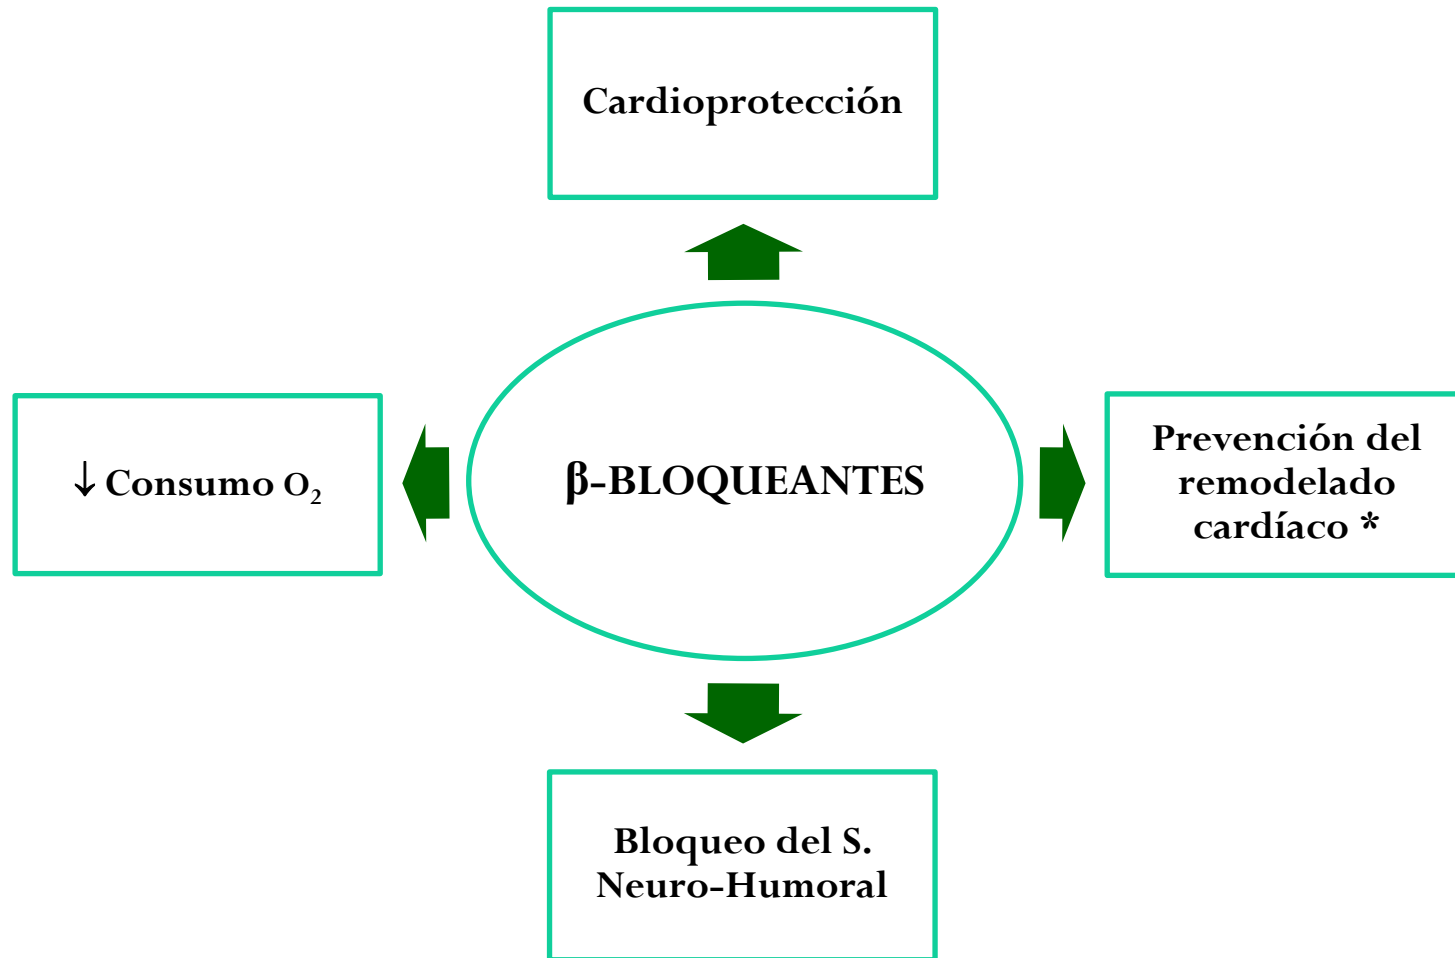 Cardioprotección
↓ Consumo O₂
β-BLOQUEANTES
Prevención del
remodelado
cardíaco *
Bloqueo del S.
Neuro-Humoral